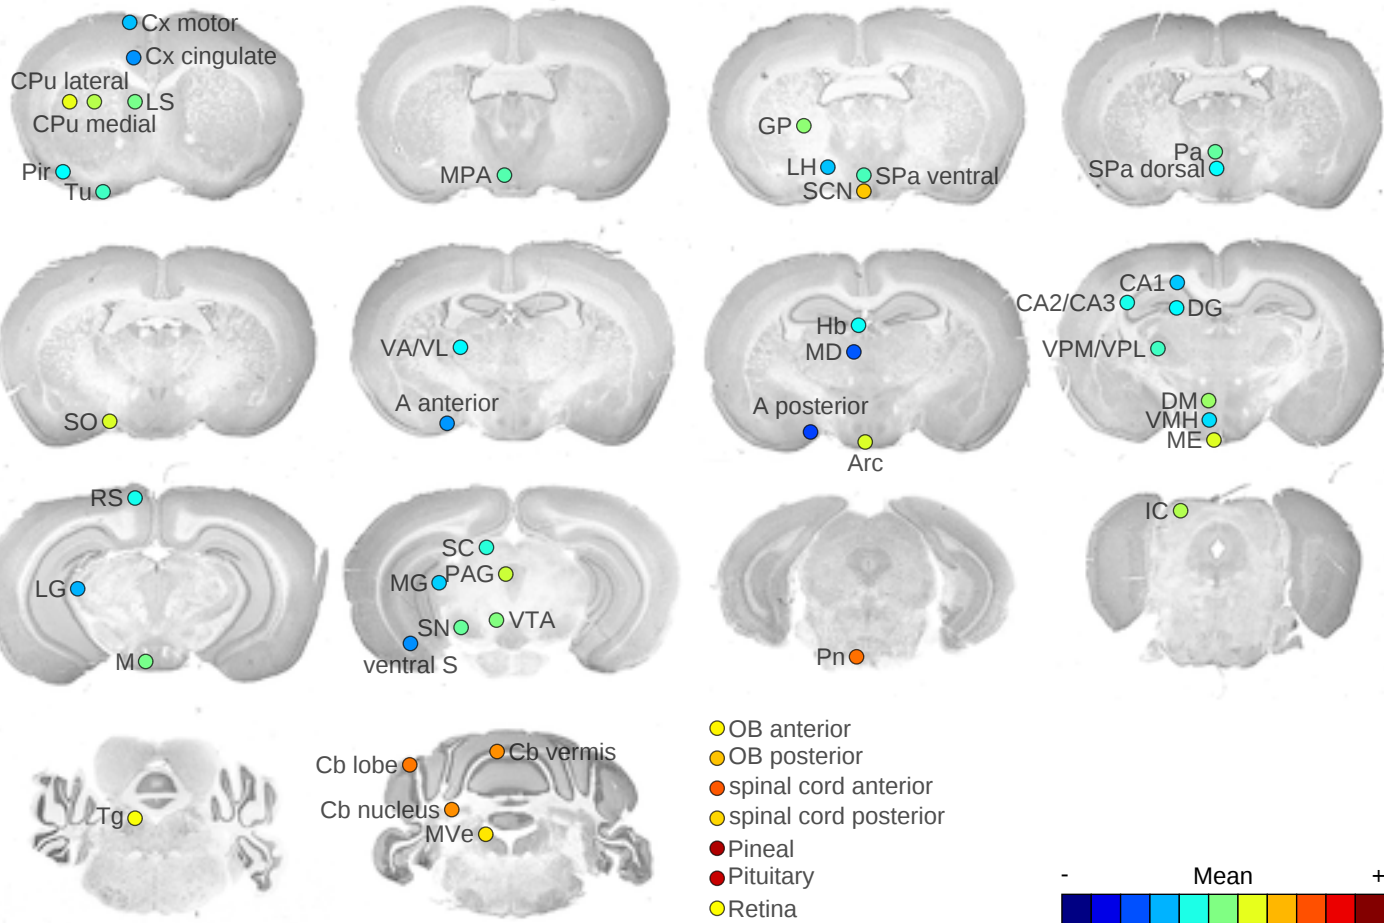 Cx motor
Cx cingulate
CPu lateral
LS
CPu medial
Pir
Tu
MPA
GP
LH
SPa ventral
SCN
Pa
SPa dorsal
SO
VA/VL
A anterior
Hb
MD
A posterior
Arc
CA1
CA2/CA3
DG
VPM/VPL
DM
VMH
ME
RS
LG
M
SC
MG
PAG
SN
VTA
ventral S
Pn
IC
Tg
Cb lobe
Cb vermis
Cb nucleus
MVe
OB anterior
OB posterior
spinal cord anterior
spinal cord posterior
Pineal
Pituitary
Retina
- Mean +